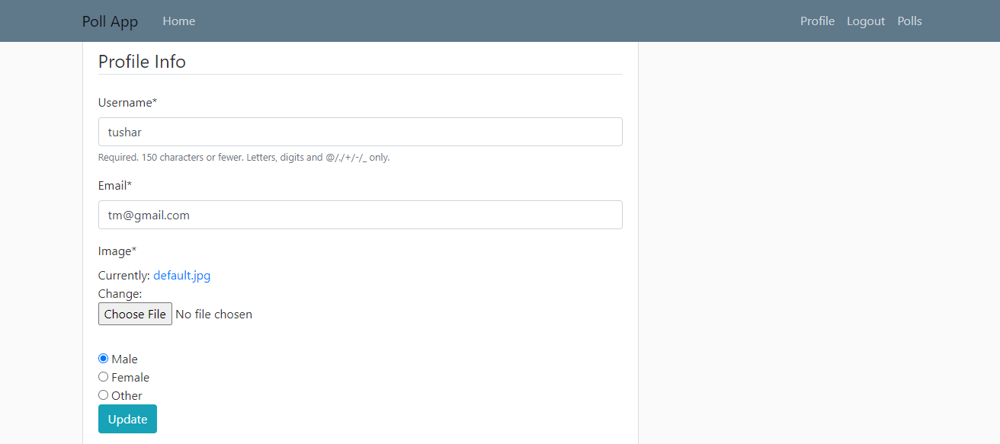 Poll App Home Profile Logout Polls
Profile Info
Username*
tushar
Required. 150 characters or fewer. Letters, digits and @/./+/-/_ only.
Email*
tm@gmail.com
Image*
Currently: default.jpg
Change:
Choose File No file chosen
Male
Female
Other
Update